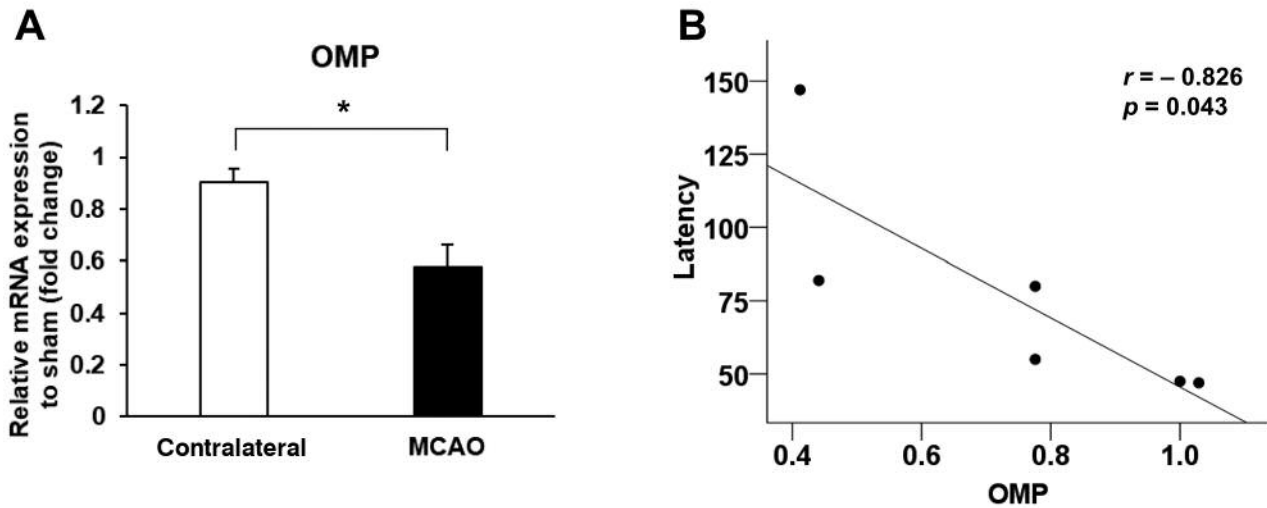 A
OMP
*
Relative mRNA expression
to sham (fold change)
1.2
1
0.8
0.6
0.4
0.2
0
Contralateral
MCAO
B
r = – 0.826
p = 0.043
Latency
150
125
100
75
50
0.4
0.6
0.8
1.0
OMP